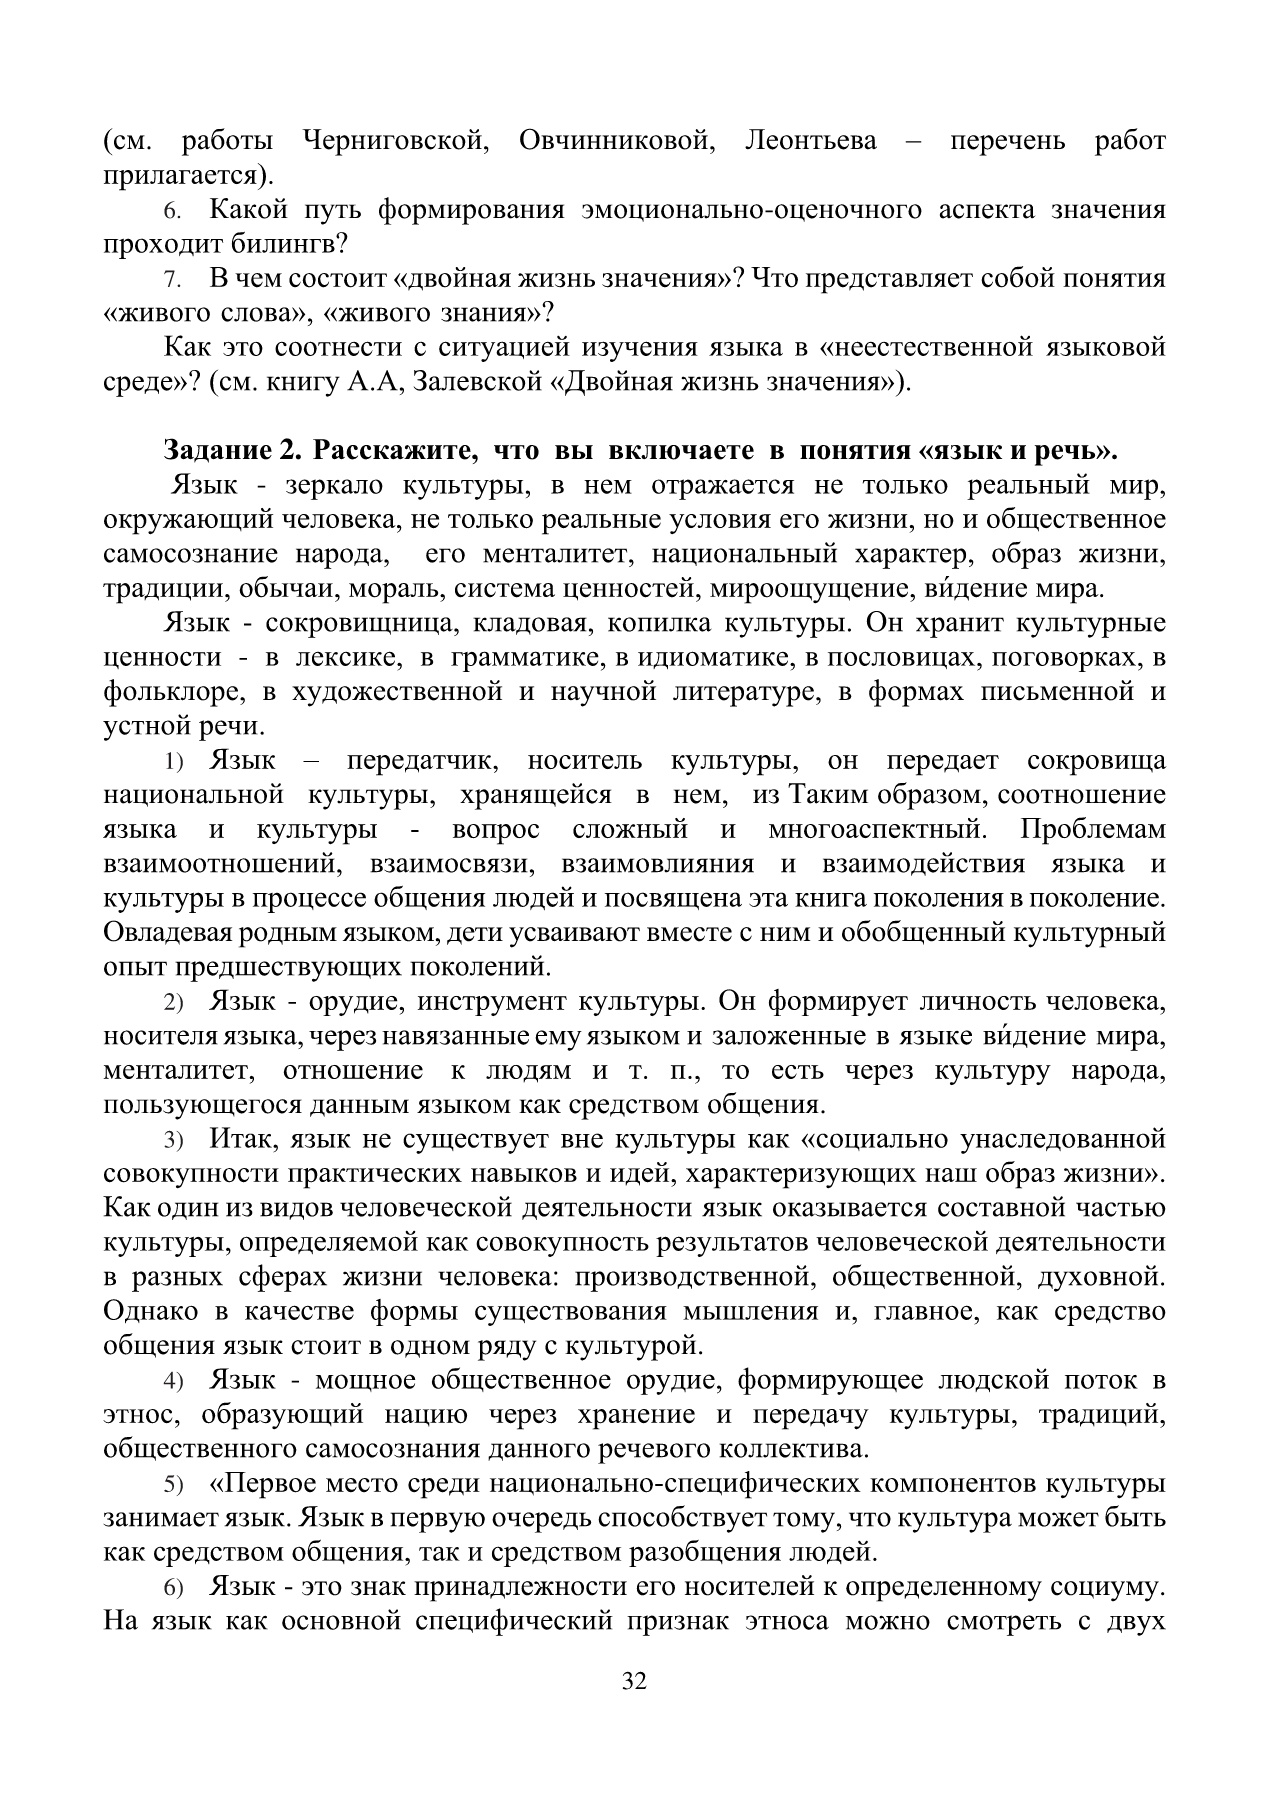 (см. работы Черниговской, Овчинниковой, Леонтьева – перечень работ
прилагается).
6. Какой путь формирования эмоционально-оценочного аспекта значения
проходит билингв?
7. В чем состоит «двойная жизнь значения»? Что представляет собой понятия
«живого слова», «живого знания»?
Как это соотнести с ситуацией изучения языка в «неестественной языковой
среде»? (см. книгу А.А, Залевской «Двойная жизнь значения»).
Задание 2. Расскажите, что вы включаете в понятия «язык и речь».
Язык - зеркало культуры, в нем отражается не только реальный мир,
окружающий человека, не только реальные условия его жизни, но и общественное
самосознание народа, его менталитет, национальный характер, образ жизни,
традиции, обычаи, мораль, система ценностей, мироощущение, ви́дение мира.
Язык - сокровищница, кладовая, копилка культуры. Он хранит культурные
ценности - в лексике, в грамматике, в идиоматике, в пословицах, поговорках, в
фольклоре, в художественной и научной литературе, в формах письменной и
устной речи.
1) Язык – передатчик, носитель культуры, он передает сокровища
национальной культуры, хранящейся в нем, из Таким образом, соотношение
языка и культуры - вопрос сложный и многоаспектный. Проблемам
взаимоотношений, взаимосвязи, взаимовлияния и взаимодействия языка и
культуры в процессе общения людей и посвящена эта книга поколения в поколение.
Овладевая родным языком, дети усваивают вместе с ним и обобщенный культурный
опыт предшествующих поколений.
2) Язык - орудие, инструмент культуры. Он формирует личность человека,
носителя языка, через навязанные ему языком и заложенные в языке ви́дение мира,
менталитет, отношение к людям и т. п., то есть через культуру народа,
пользующегося данным языком как средством общения.
3) Итак, язык не существует вне культуры как «социально унаследованной
совокупности практических навыков и идей, характеризующих наш образ жизни».
Как один из видов человеческой деятельности язык оказывается составной частью
культуры, определяемой как совокупность результатов человеческой деятельности
в разных сферах жизни человека: производственной, общественной, духовной.
Однако в качестве формы существования мышления и, главное, как средство
общения язык стоит в одном ряду с культурой.
4) Язык - мощное общественное орудие, формирующее людской поток в
этнос, образующий нацию через хранение и передачу культуры, традиций,
общественного самосознания данного речевого коллектива.
5) «Первое место среди национально-специфических компонентов культуры
занимает язык. Язык в первую очередь способствует тому, что культура может быть
как средством общения, так и средством разобщения людей.
6) Язык - это знак принадлежности его носителей к определенному социуму.
На язык как основной специфический признак этноса можно смотреть с двух
32